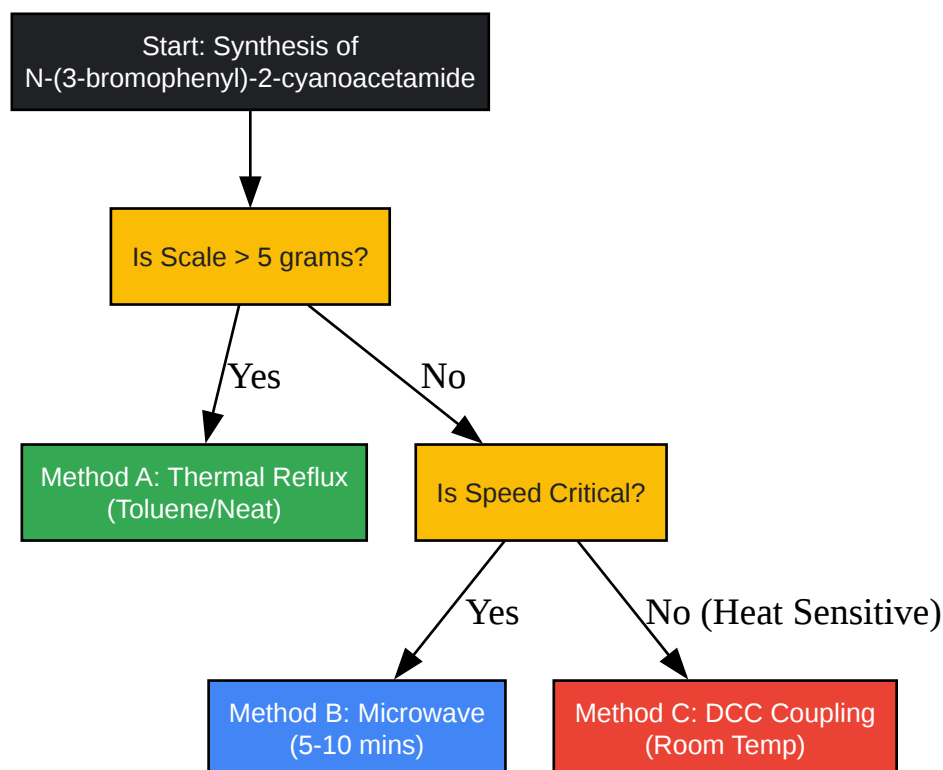 Start: Synthesis of
N-(3-bromophenyl)-2-cyanoacetamide
Is Scale > 5 grams?
Yes
No
Method A: Thermal Reflux
(Toluene/Neat)
Is Speed Critical?
Yes
No (Heat Sensitive)
Method B: Microwave
(5-10 mins)
Method C: DCC Coupling
(Room Temp)